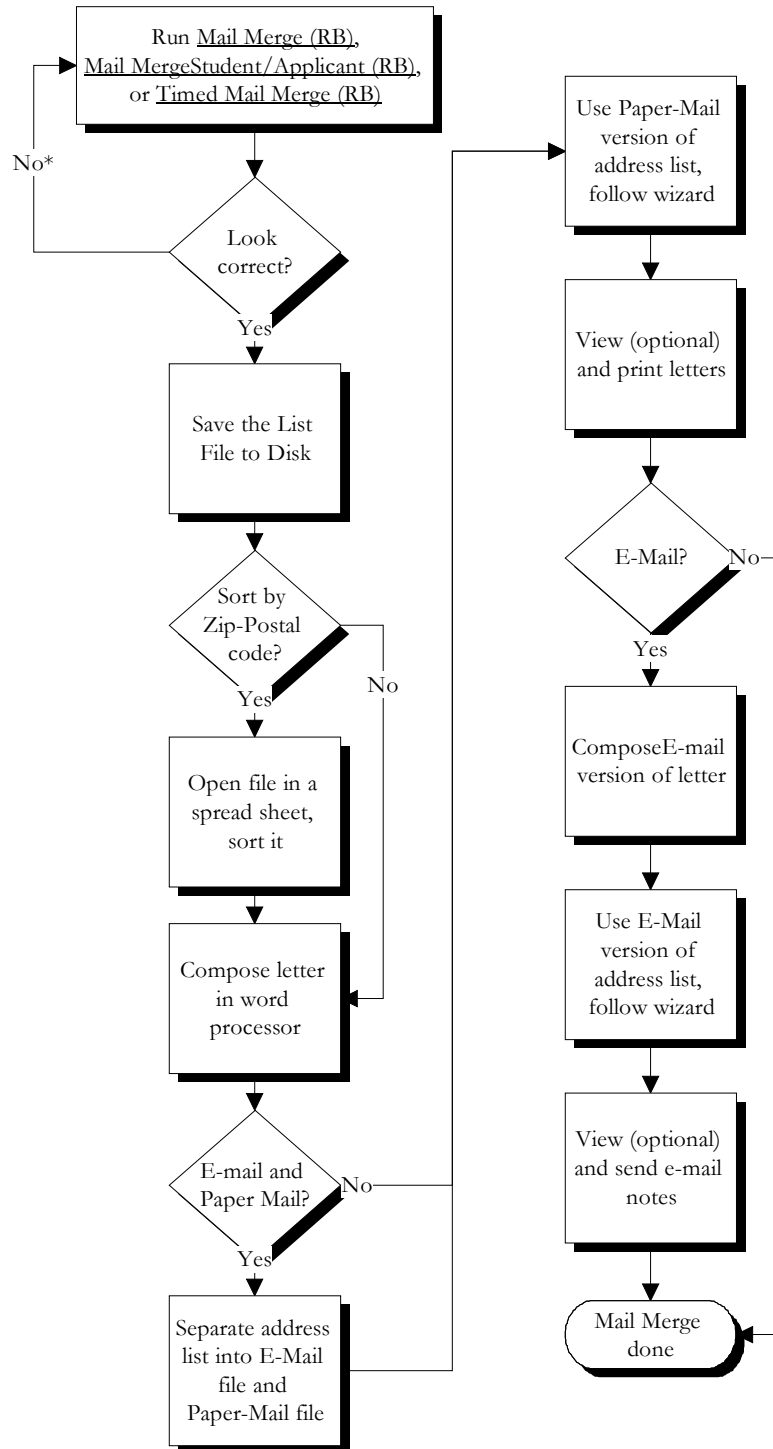 Run Mail Merge (RB),
Mail MergeStudent/Applicant (RB),
or Timed Mail Merge (RB)
No*
Look
correct?
Yes
Save the List
File to Disk
Sort by
Zip-Postal
code?
No
Yes
Open file in a
spread sheet,
sort it
Compose letter
in word
processor
E-mail and
Paper Mail?
No
Yes
Separate address
list into E-Mail
file and
Paper-Mail file
Use Paper-Mail
version of
address list,
follow wizard
View (optional)
and print letters
E-Mail?
No
Yes
ComposeE-mail
version of letter
Use E-Mail
version of
address list,
follow wizard
View (optional)
and send e-mail
notes
Mail Merge
done